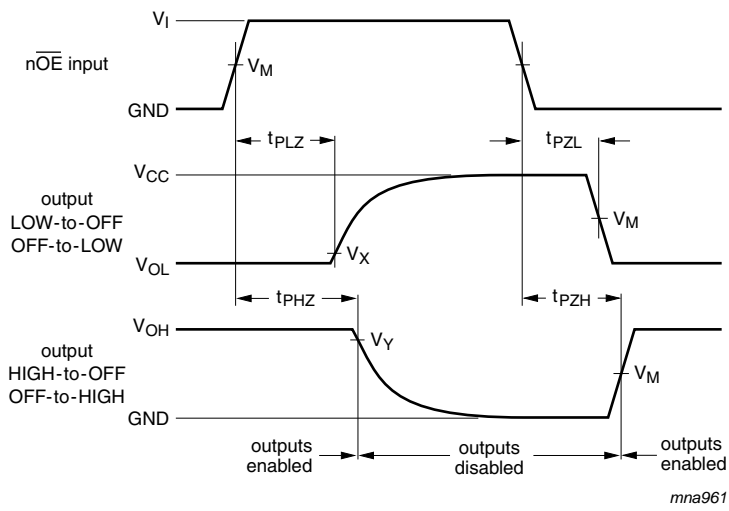 V_I
nOE input
V_M
GND
t_PLZ
t_PZL
V_CC
output
LOW-to-OFF
OFF-to-LOW
V_M
V_X
V_OL
t_PHZ
t_PZH
V_OH
V_Y
output
HIGH-to-OFF
OFF-to-HIGH
V_M
GND
outputs
enabled
outputs
disabled
outputs
enabled
mna961